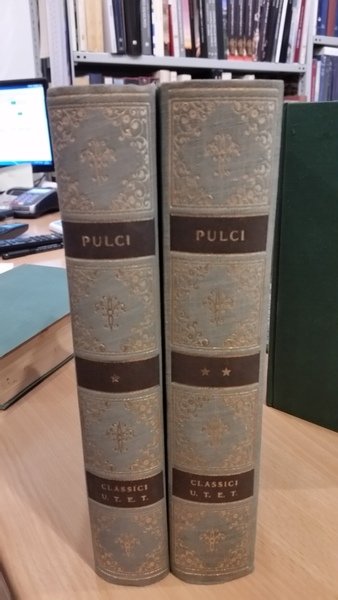 PULCI
★
CLASSICI
U. T. E. T.
PULCI
★ ★
CLASSICI
U. T. E. T.